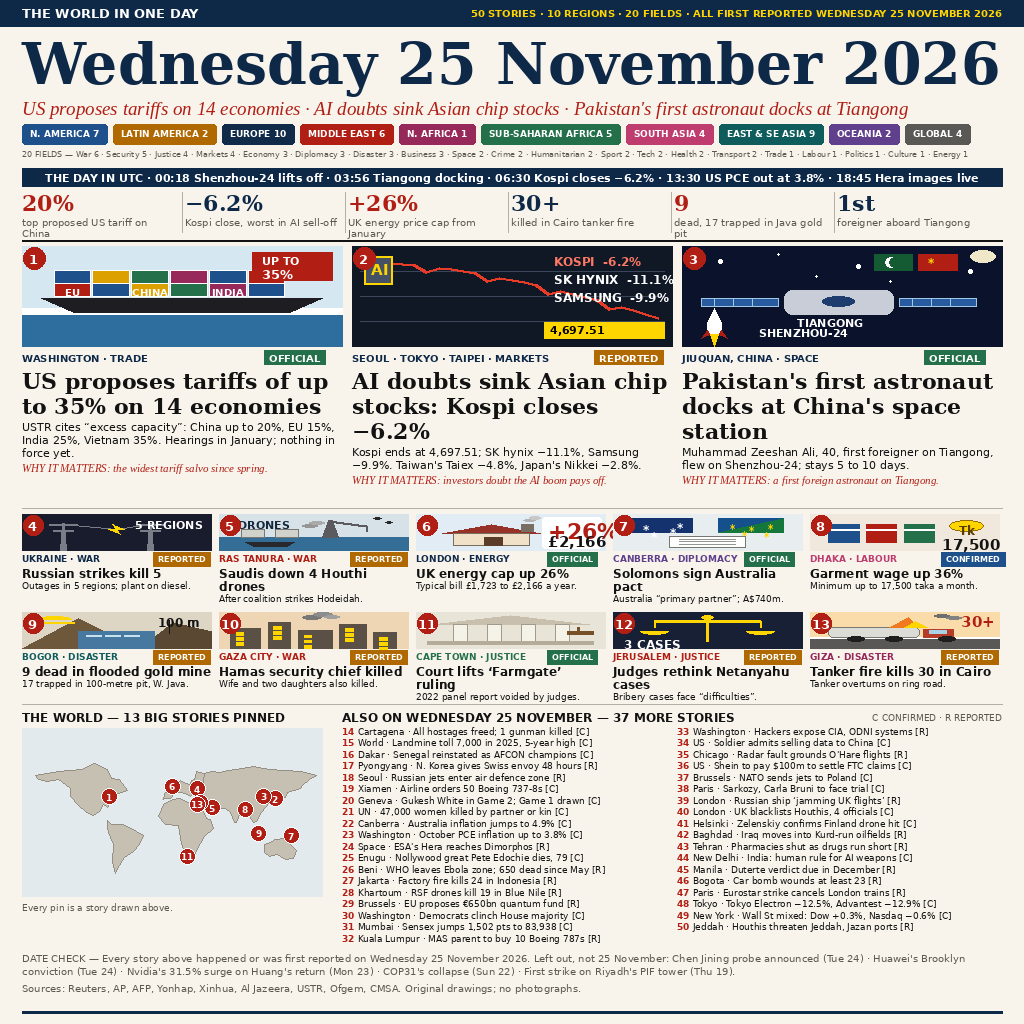 THE WORLD IN ONE DAY
50 STORIES · 10 REGIONS · 20 FIELDS · ALL FIRST REPORTED WEDNESDAY 25 NOVEMBER 2026
Wednesday 25 November 2026
US proposes tariffs on 14 economies · AI doubts sink Asian chip stocks · Pakistan's first astronaut docks at Tiangong
N. AMERICA 7
LATIN AMERICA 2
EUROPE 10
MIDDLE EAST 6
N. AFRICA 1
SUB-SAHARAN AFRICA 5
SOUTH ASIA 4
EAST & SE ASIA 9
OCEANIA 2
GLOBAL 4
20 FIELDS — War 6 · Security 5 · Justice 4 · Markets 4 · Economy 3 · Diplomacy 3 · Disaster 3 · Business 3 · Space 2 · Crime 2 · Humanitarian 2 · Sport 2 · Tech 2 · Health 2 · Transport 2 · Trade 1 · Labour 1 · Politics 1 · Culture 1 · Energy 1
THE DAY IN UTC · 00:18 Shenzhou-24 lifts off · 03:56 Tiangong docking · 06:30 Kospi closes −6.2% · 13:30 US PCE out at 3.8% · 18:45 Hera images live
20%
top proposed US tariff on
China
−6.2%
Kospi close, worst in AI sell-off
+26%
UK energy price cap from
January
30+
killed in Cairo tanker fire
9
dead, 17 trapped in Java gold
pit
1st
foreigner aboard Tiangong
1
UP TO
35%
EU
CHINA
INDIA
WASHINGTON · TRADE
OFFICIAL
US proposes tariffs of up
to 35% on 14 economies
USTR cites “excess capacity”: China up to 20%, EU 15%,
India 25%, Vietnam 35%. Hearings in January; nothing in
force yet.
WHY IT MATTERS: the widest tariff salvo since spring.
2
AI
KOSPI -6.2%
SK HYNIX -11.1%
SAMSUNG -9.9%
4,697.51
SEOUL · TOKYO · TAIPEI · MARKETS
REPORTED
AI doubts sink Asian chip
stocks: Kospi closes
−6.2%
Kospi ends at 4,697.51; SK hynix −11.1%, Samsung
−9.9%. Taiwan's Taiex −4.8%, Japan's Nikkei −2.8%.
WHY IT MATTERS: investors doubt the AI boom pays off.
3
TIANGONG
SHENZHOU-24
JIUQUAN, CHINA · SPACE
OFFICIAL
Pakistan's first astronaut
docks at China's space
station
Muhammad Zeeshan Ali, 40, first foreigner on Tiangong,
flew on Shenzhou-24; stays 5 to 10 days.
WHY IT MATTERS: a first foreign astronaut on Tiangong.
4
5 REGIONS
UKRAINE · WAR
REPORTED
Russian strikes kill 5
Outages in 5 regions; plant on diesel.
5
DRONES
RAS TANURA · WAR
REPORTED
Saudis down 4 Houthi
drones
After coalition strikes Hodeidah.
6
+26%
£2,166
LONDON · ENERGY
OFFICIAL
UK energy cap up 26%
Typical bill £1,723 to £2,166 a year.
7
CANBERRA · DIPLOMACY
OFFICIAL
Solomons sign Australia
pact
Australia “primary partner”; A$740m.
8
Tk
17,500
DHAKA · LABOUR
CONFIRMED
Garment wage up 36%
Minimum up to 17,500 taka a month.
9
100 m
BOGOR · DISASTER
REPORTED
9 dead in flooded gold mine
17 trapped in 100-metre pit, W. Java.
10
GAZA CITY · WAR
REPORTED
Hamas security chief killed
Wife and two daughters also killed.
11
CAPE TOWN · JUSTICE
OFFICIAL
Court lifts ‘Farmgate’
ruling
2022 panel report voided by judges.
12
3 CASES
JERUSALEM · JUSTICE
REPORTED
Judges rethink Netanyahu
cases
Bribery cases face “difficulties”.
13
30+
GIZA · DISASTER
REPORTED
Tanker fire kills 30 in Cairo
Tanker overturns on ring road.
THE WORLD — 13 BIG STORIES PINNED
1
6
4
13
5
3
2
8
9
7
11
Every pin is a story drawn above.
ALSO ON WEDNESDAY 25 NOVEMBER — 37 MORE STORIES
C CONFIRMED · R REPORTED
14 Cartagena · All hostages freed; 1 gunman killed [C]
15 World · Landmine toll 7,000 in 2025, 5-year high [C]
16 Dakar · Senegal reinstated as AFCON champions [C]
17 Pyongyang · N. Korea gives Swiss envoy 48 hours [R]
18 Seoul · Russian jets enter air defence zone [R]
19 Xiamen · Airline orders 50 Boeing 737-8s [C]
20 Geneva · Gukesh White in Game 2; Game 1 drawn [C]
21 UN · 47,000 women killed by partner or kin [C]
22 Canberra · Australia inflation jumps to 4.9% [C]
23 Washington · October PCE inflation up to 3.8% [C]
24 Space · ESA's Hera reaches Dimorphos [R]
25 Enugu · Nollywood great Pete Edochie dies, 79 [C]
26 Beni · WHO leaves Ebola zone; 650 dead since May [R]
27 Jakarta · Factory fire kills 24 in Indonesia [R]
28 Khartoum · RSF drones kill 19 in Blue Nile [R]
29 Brussels · EU proposes €650bn quantum fund [R]
30 Washington · Democrats clinch House majority [C]
31 Mumbai · Sensex jumps 1,502 pts to 83,938 [C]
32 Kuala Lumpur · MAS parent to buy 10 Boeing 787s [R]
33 Washington · Hackers expose CIA, ODNI systems [R]
34 US · Soldier admits selling data to China [C]
35 Chicago · Radar fault grounds O'Hare flights [R]
36 US · Shein to pay $100m to settle FTC claims [C]
37 Brussels · NATO sends jets to Poland [C]
38 Paris · Sarkozy, Carla Bruni to face trial [C]
39 London · Russian ship ‘jamming UK flights’ [R]
40 London · UK blacklists Houthis, 4 officials [C]
41 Helsinki · Zelenskiy confirms Finland drone hit [C]
42 Baghdad · Iraq moves into Kurd-run oilfields [R]
43 Tehran · Pharmacies shut as drugs run short [R]
44 New Delhi · India: human rule for AI weapons [C]
45 Manila · Duterte verdict due in December [R]
46 Bogota · Car bomb wounds at least 23 [R]
47 Paris · Eurostar strike cancels London trains [R]
48 Tokyo · Tokyo Electron −12.5%, Advantest −12.9% [C]
49 New York · Wall St mixed: Dow +0.3%, Nasdaq −0.6% [C]
50 Jeddah · Houthis threaten Jeddah, Jazan ports [R]
DATE CHECK — Every story above happened or was first reported on Wednesday 25 November 2026. Left out, not 25 November: Chen Jining probe announced (Tue 24) · Huawei's Brooklyn
conviction (Tue 24) · Nvidia's 31.5% surge on Huang's return (Mon 23) · COP31's collapse (Sun 22) · First strike on Riyadh's PIF tower (Thu 19).
Sources: Reuters, AP, AFP, Yonhap, Xinhua, Al Jazeera, USTR, Ofgem, CMSA. Original drawings; no photographs.